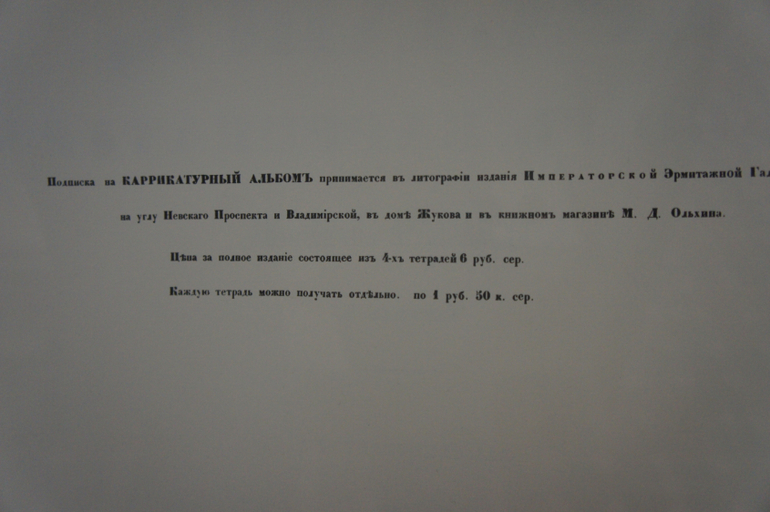 Подписка на КАРРИКАТУРНЫЙ АЛЬБОМЪ принимается въ литографіи изданія ИМПЕРАТОРСКОЙ Эрмитажной Гал
на углу Невскаго Проспекта и Владимірской, въ домѣ Жукова и въ книжномъ магазинѣ М. Д. Ольхина.
Цѣна за полное изданіе состоящее изъ 4-хъ тетрадей 6 руб. сер.
Каждую тетрадь можно получать отдѣльно. по 1 руб. 50 к. сер.